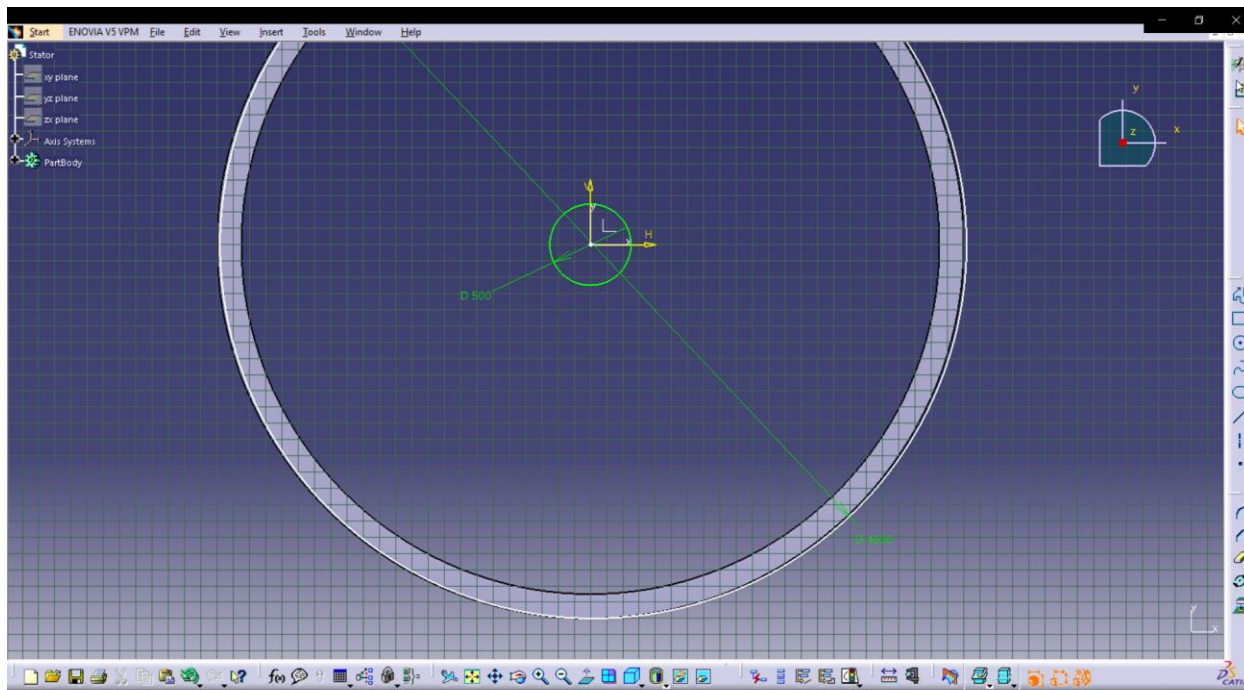 Start ENOVIA V5 VPM File Edit View Insert Tools Window Help
Stator
xy plane
yz plane
zx plane
Axis Systems
PartBody
y
x
z
V
y
H
x
D 500
y
x
f(x)
CATIA